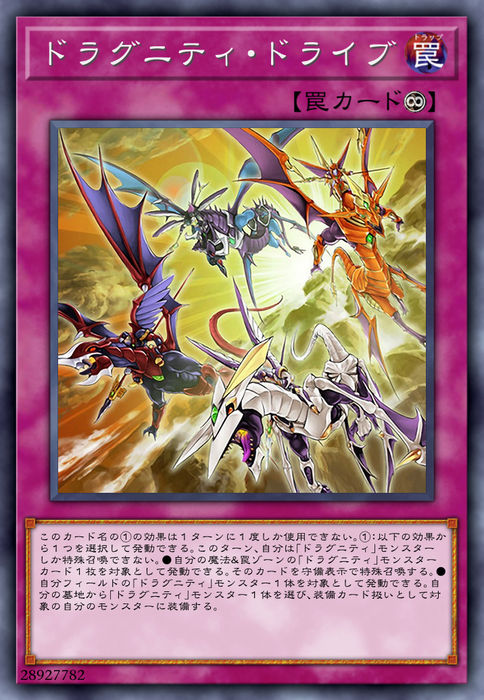 ドラグニティ・ドライブ
トラップ
罠
【罠カード】
このカード名の①の効果は1ターンに1度しか使用できない。①:以下の効果か
ら1つを選択して発動できる。このターン、自分は「ドラグニティ」モンスター
しか特殊召喚できない。●自分の魔法&罠ゾーンの「ドラグニティ」モンスター
カード1枚を対象として発動できる。そのカードを守備表示で特殊召喚する。●
自分フィールドの「ドラグニティ」モンスター1体を対象として発動できる。自
分の墓地から「ドラグニティ」モンスター1体を選び、装備カード扱いとして対
象の自分のモンスターに装備する。
28927782